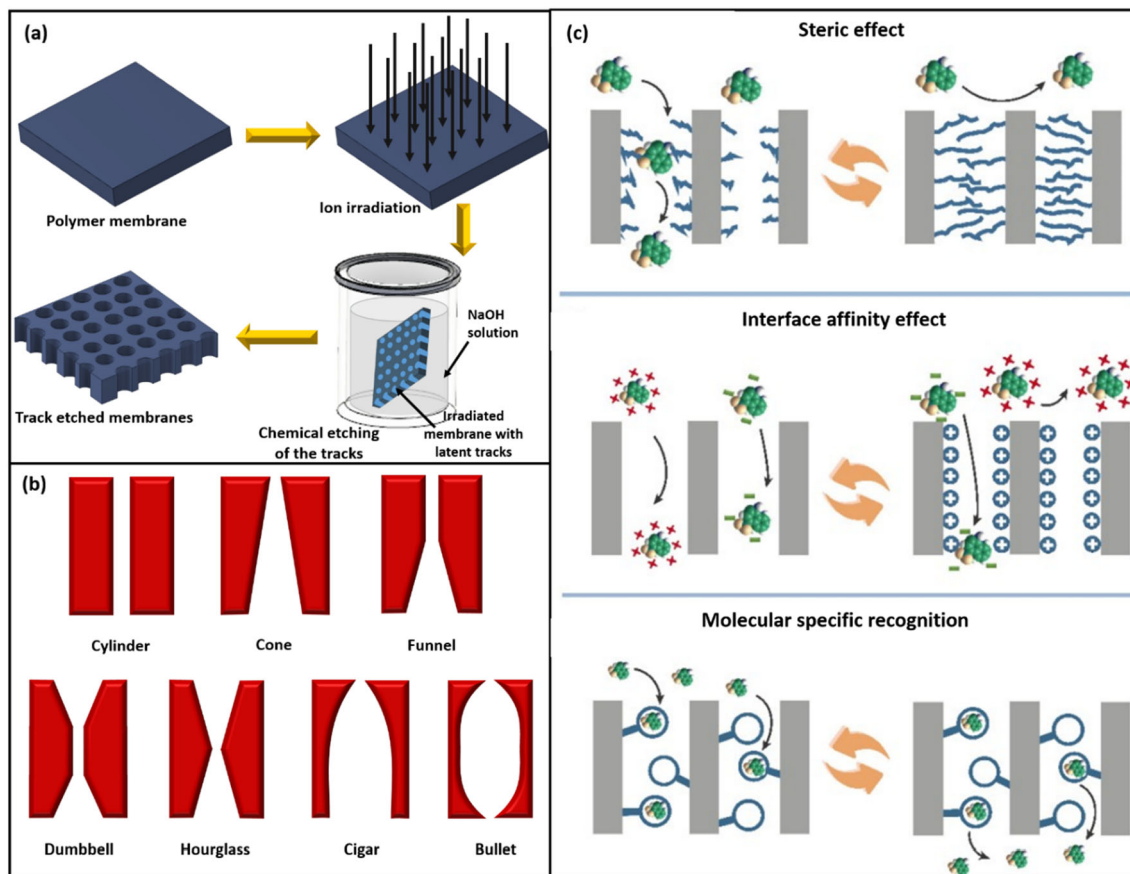 (a)
Polymer membrane
Ion irradiation
NaOH
solution
Track etched membranes
Chemical etching
of the tracks
Irradiated
membrane with
latent tracks
(b)
Cylinder
Cone
Funnel
Dumbbell
Hourglass
Cigar
Bullet
(c)
Steric effect
Interface affinity effect
Molecular specific recognition